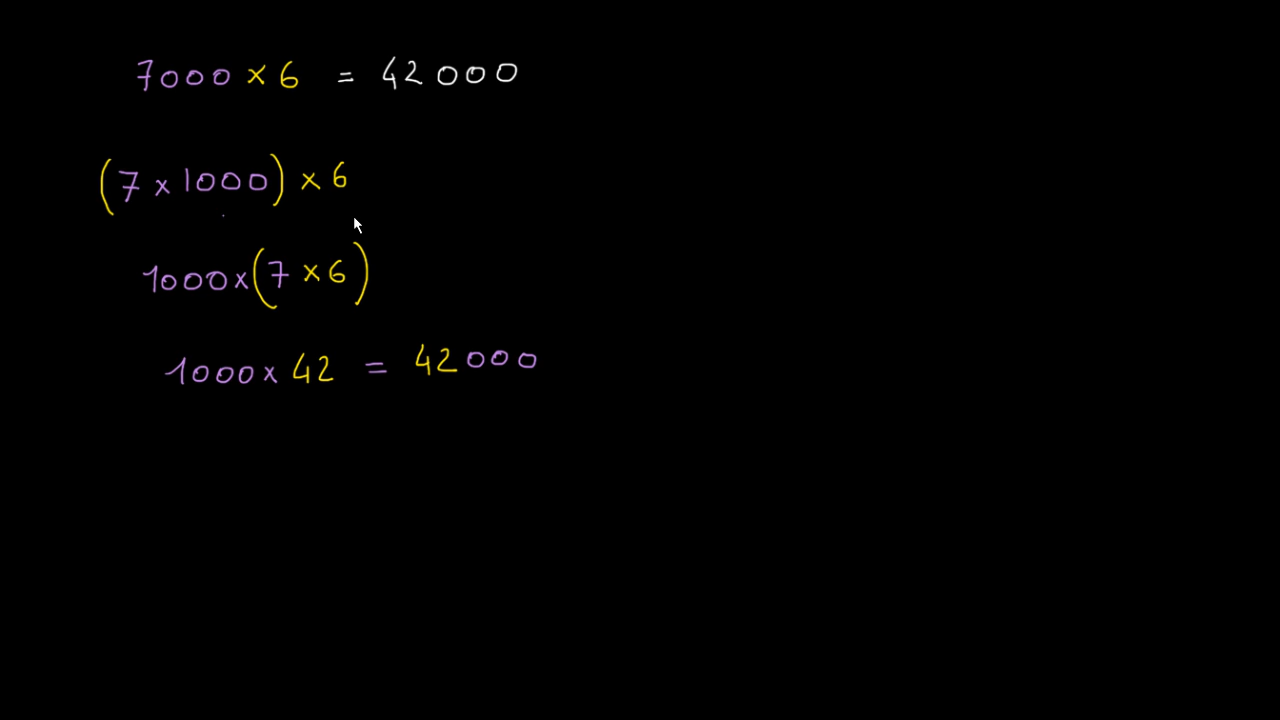 7000 × 6 = 42000
(7 × 1000) × 6
1000 × (7 × 6)
1000 × 42 = 42000